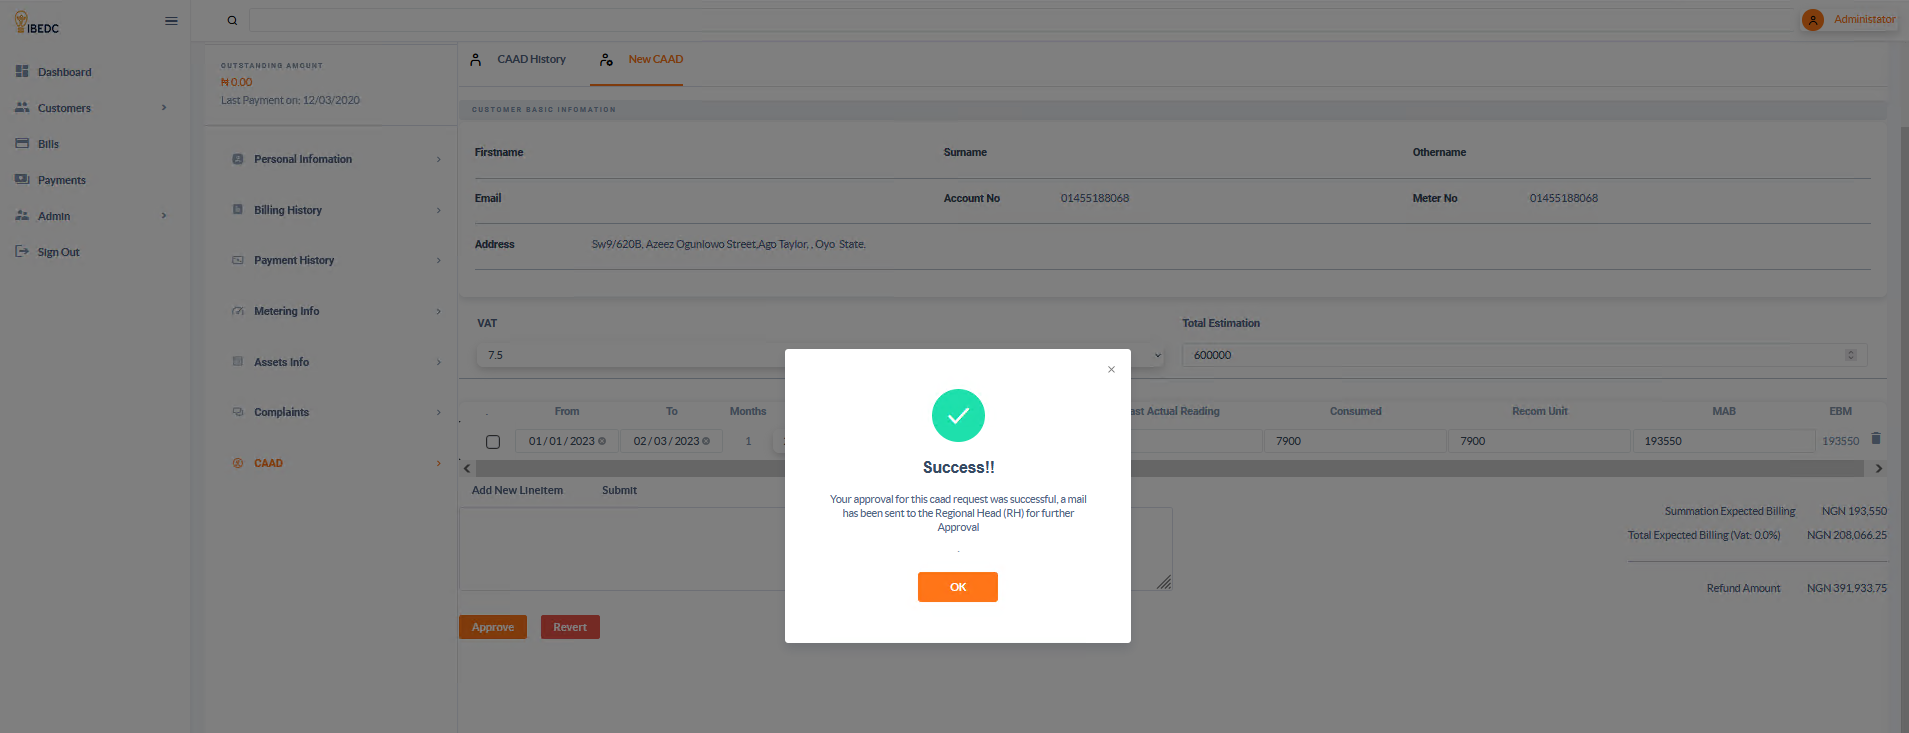 IBEDC
Administator
Dashboard
Customers
Bills
Payments
Admin
Sign Out
OUTSTANDING AMOUNT
₦ 0.00
Last Payment on: 12/03/2020
Personal Infomation
Billing History
Payment History
Metering Info
Assets Info
Complaints
CAAD
CAAD History
New CAAD
CUSTOMER BASIC INFOMATION
Firstname Surname Othername
Email Account No 01455188068 Meter No 01455188068
Address Sw9/620B, Azeez Ogunlowo Street,Ago Taylor, , Oyo State.
VAT Total Estimation
7.5 600000
From To Months Actual Reading Consumed Recom Unit MAB EBM
01/01/2023 02/03/2023 1 7900 7900 193550 193550
Add New Lineitem Submit
Summation Expected Billing NGN 193,550
Total Expected Billing (Vat: 0.0%) NGN 208,066.25
Refund Amount NGN 391,933.75
Approve Revert
×
Success!!
Your approval for this caad request was successful, a mail
has been sent to the Regional Head (RH) for further
Approval
.
OK